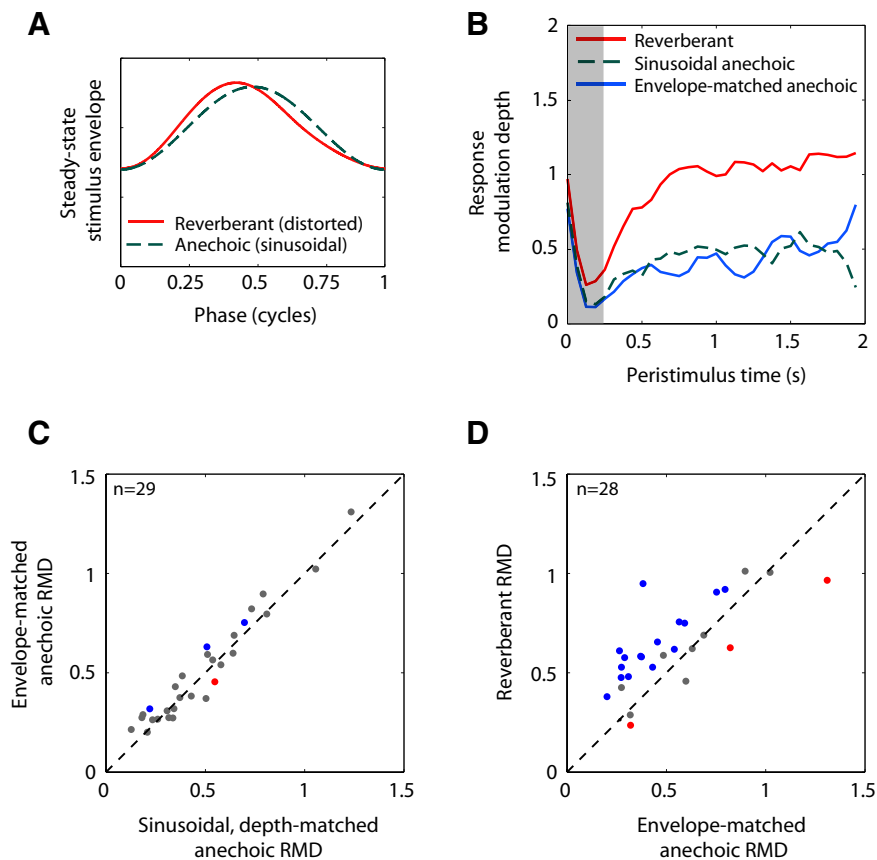 A
Steady-state
stimulus envelope
Reverberant (distorted)
Anechoic (sinusoidal)
0
0.25
0.5
0.75
1
Phase (cycles)
B
Response
modulation depth
2
1.5
1
0.5
0
Reverberant
Sinusoidal anechoic
Envelope-matched anechoic
0
0.5
1
1.5
2
Peristimulus time (s)
C
Envelope-matched
anechoic RMD
1.5
1
0.5
0
n=29
0
0.5
1
1.5
Sinusoidal, depth-matched
anechoic RMD
D
Reverberant RMD
1.5
1
0.5
0
n=28
0
0.5
1
1.5
Envelope-matched
anechoic RMD